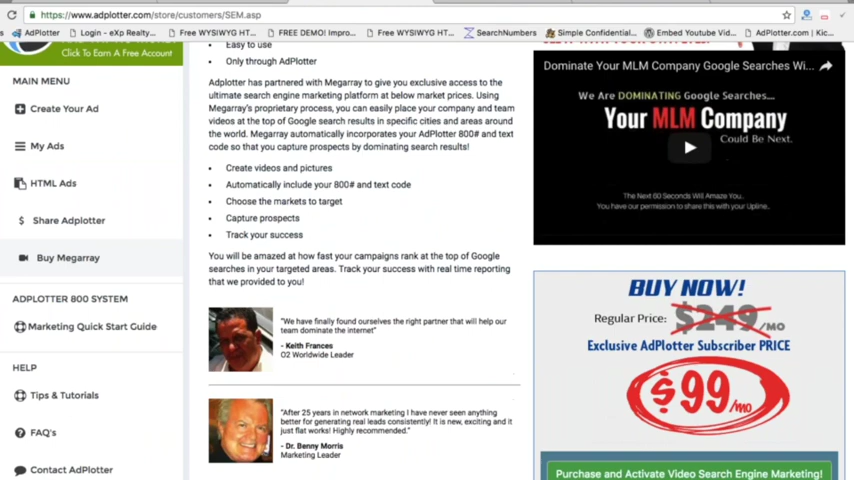 https://www.adplotter.com/store/customers/SEM.asp
AdPlotter
Login - eXp Realty...
Free WYSIWYG HT...
FREE DEMO! Impro...
Free WYSIWYG HT...
SearchNumbers
Simple Confidential...
Embed Youtube Vid...
AdPlotter.com | Kic...
Click To Earn A Free Account
MAIN MENU
Create Your Ad
My Ads
HTML Ads
$ Share Adplotter
Buy Megarray
ADPLOTTER 800 SYSTEM
Marketing Quick Start Guide
HELP
Tips & Tutorials
FAQ's
Contact AdPlotter
• Easy to use
• Only through AdPlotter
Adplotter has partnered with Megarray to give you exclusive access to the
ultimate search engine marketing platform at below market prices. Using
Megarray's proprietary process, you can easily place your company and team
videos at the top of Google search results in specific cities and areas around
the world. Megarray automatically incorporates your AdPlotter 800# and text
code so that you capture prospects by dominating search results!
• Create videos and pictures
• Automatically include your 800# and text code
• Choose the markets to target
• Capture prospects
• Track your success
You will be amazed at how fast your campaigns rank at the top of Google
searches in your targeted areas. Track your success with real time reporting
that we provided to you!
"We have finally found ourselves the right partner that will help our
team dominate the internet"
- Keith Frances
O2 Worldwide Leader
"After 25 years in network marketing I have never seen anything
better for generating real leads consistently! It is new, exciting and it
just flat works! Highly recommended."
- Dr. Benny Morris
Marketing Leader
Dominate Your MLM Company Google Searches Wi...
We Are DOMINATING Google Searches....
Your MLM Company
Could Be Next.
The Next 60 Seconds Will Amaze You..
You have our permission to share this with your Upline..
BUY NOW!
Regular Price: $249/MO
Exclusive AdPlotter Subscriber PRICE
$99/mo
Purchase and Activate Video Search Engine Marketing!